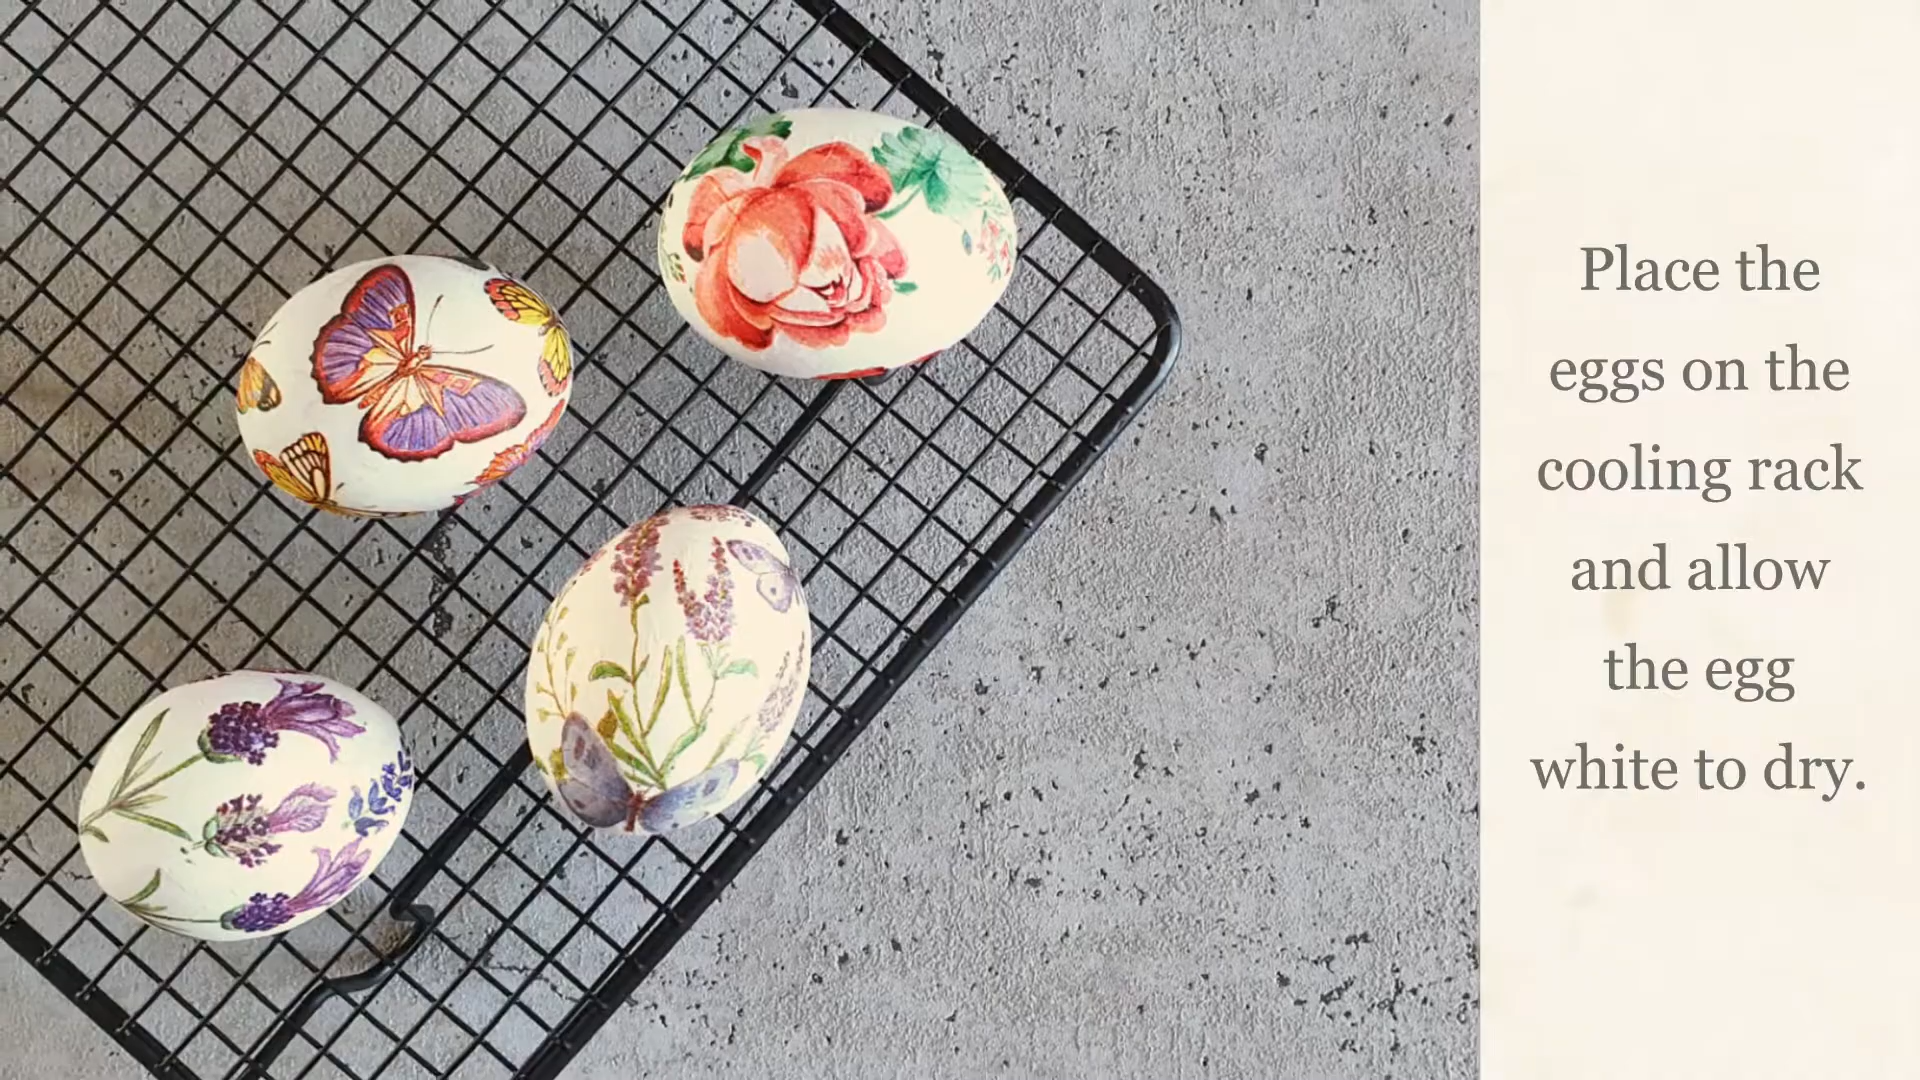 Place the
eggs on the
cooling rack
and allow
the egg
white to dry.